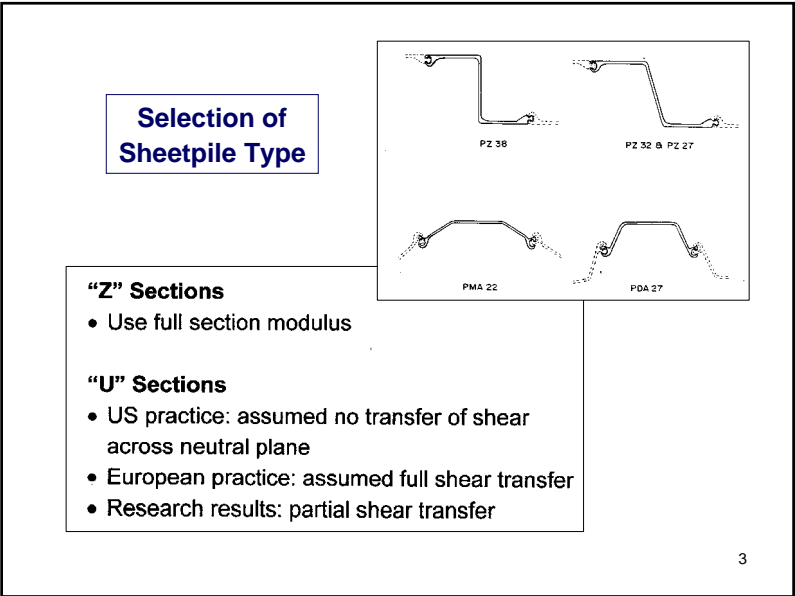 Selection of
Sheetpile Type
PZ 38
PZ 32 & PZ 27
PMA 22
PDA 27
“Z” Sections
• Use full section modulus
“U” Sections
• US practice: assumed no transfer of shear
across neutral plane
• European practice: assumed full shear transfer
• Research results: partial shear transfer
3